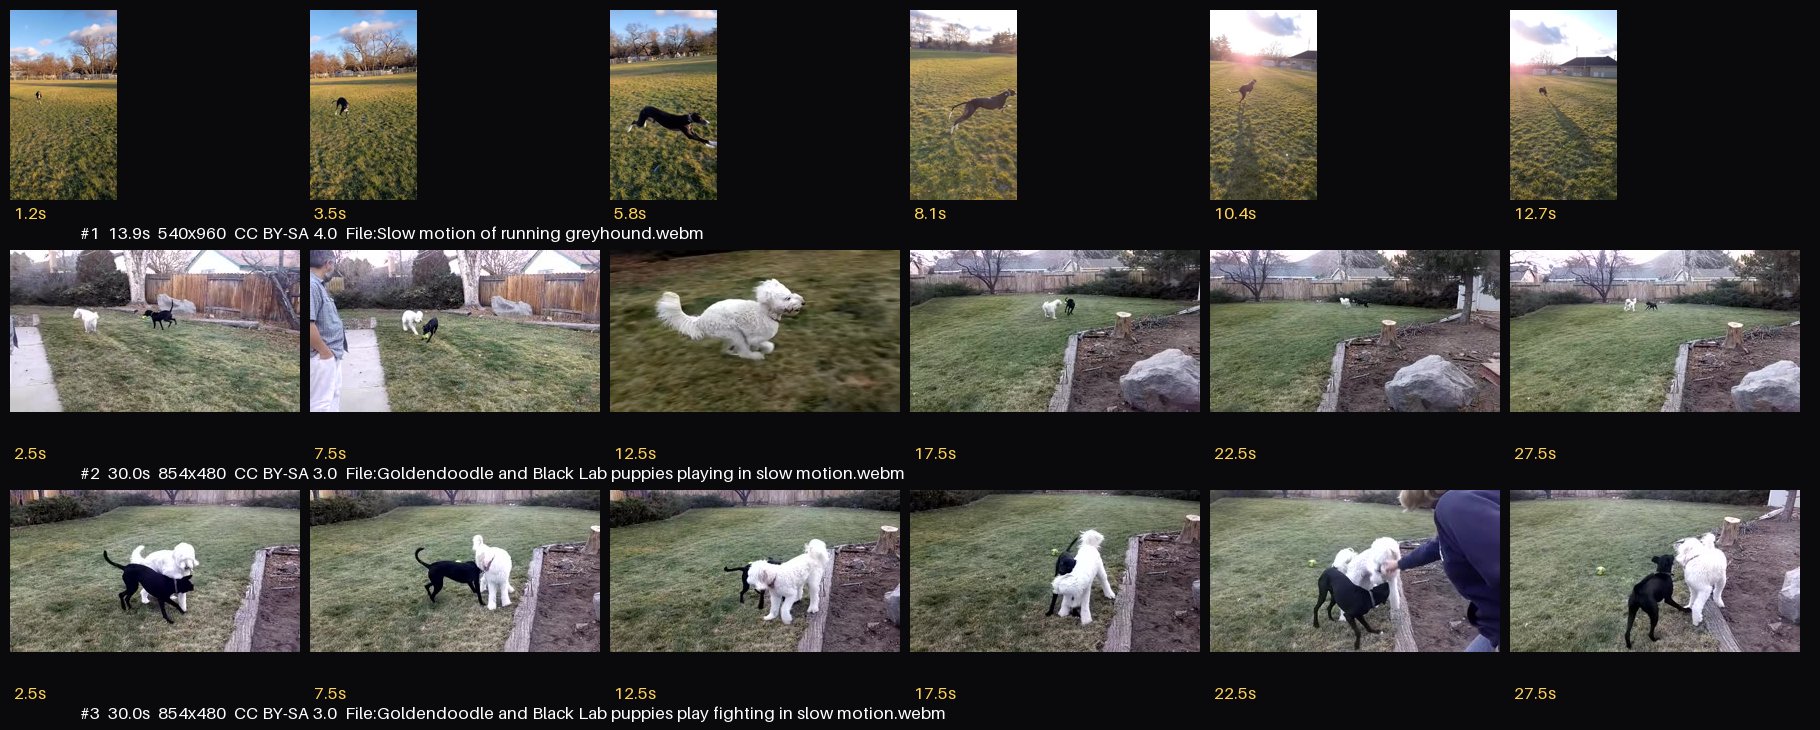 1.2s 3.5s 5.8s 8.1s 10.4s 12.7s
#1 13.9s 540x960 CC BY-SA 4.0 File:Slow motion of running greyhound.webm
2.5s 7.5s 12.5s 17.5s 22.5s 27.5s
#2 30.0s 854x480 CC BY-SA 3.0 File:Goldendoodle and Black Lab puppies playing in slow motion.webm
2.5s 7.5s 12.5s 17.5s 22.5s 27.5s
#3 30.0s 854x480 CC BY-SA 3.0 File:Goldendoodle and Black Lab puppies play fighting in slow motion.webm